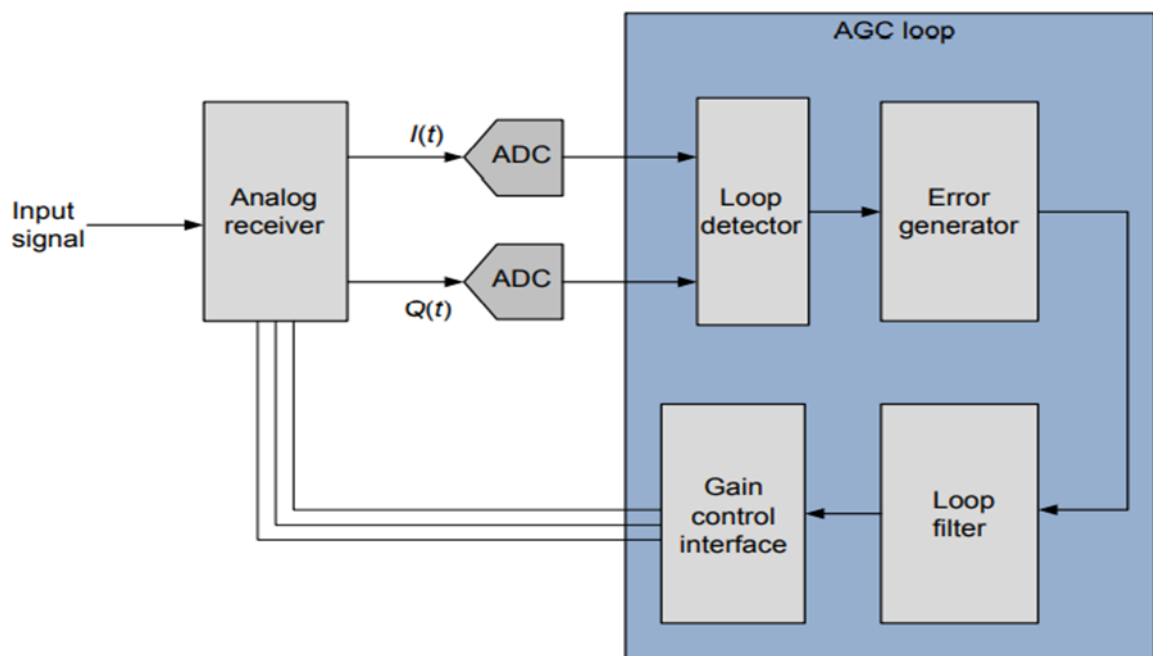 AGC loop
I(t)
ADC
Analog
receiver
Input
signal
Loop
detector
Error
generator
ADC
Q(t)
Gain
control
interface
Loop
filter